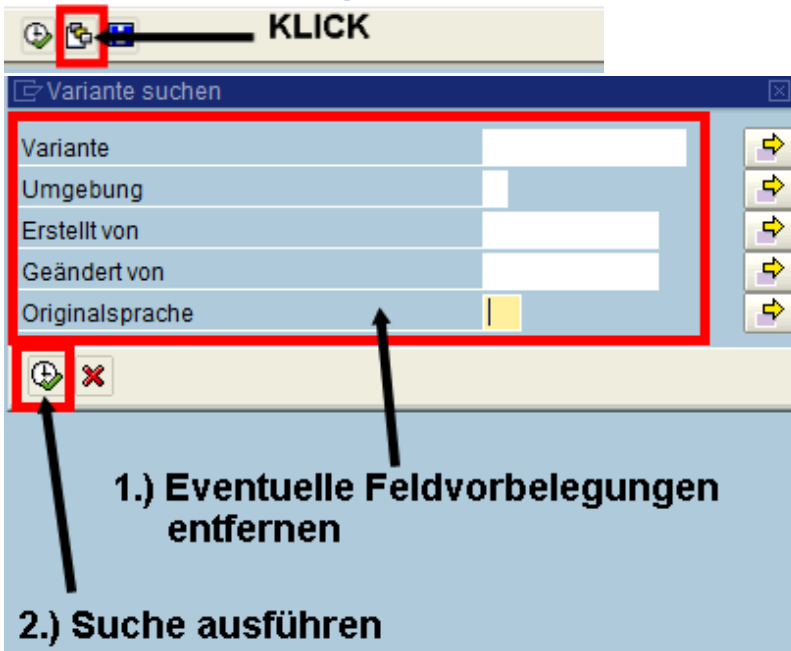 KLICK
Variante suchen
Variante
Umgebung
Erstellt von
Geändert von
Originalsprache
1.) Eventuelle Feldvorbelegungen
entfernen
2.) Suche ausführen